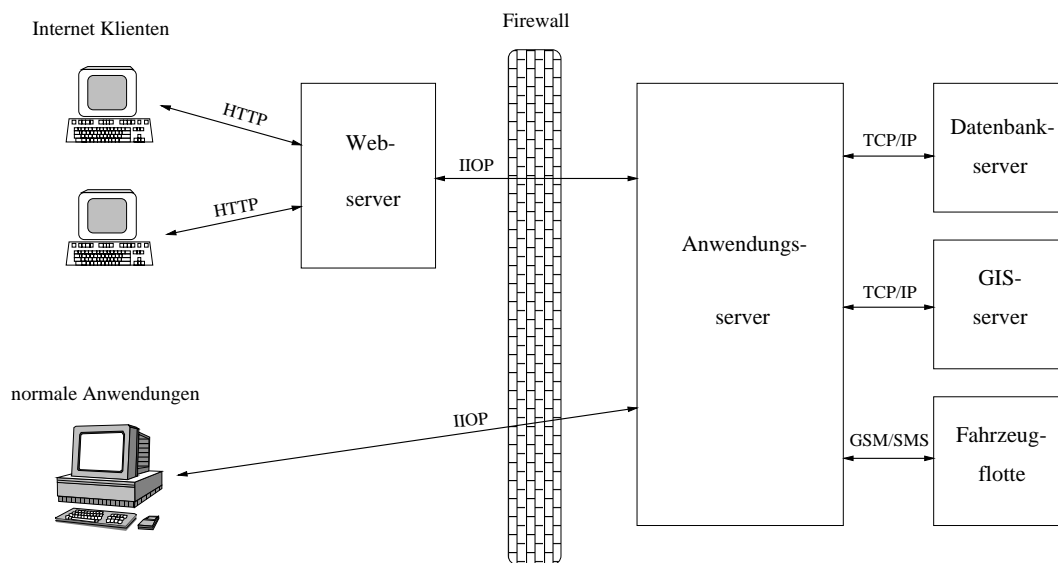 Firewall
Internet Klienten
HTTP
HTTP
Web-
server
IIOP
Anwendungs-
server
TCP/IP
Datenbank-
server
TCP/IP
GIS-
server
normale Anwendungen
IIOP
GSM/SMS
Fahrzeug-
flotte